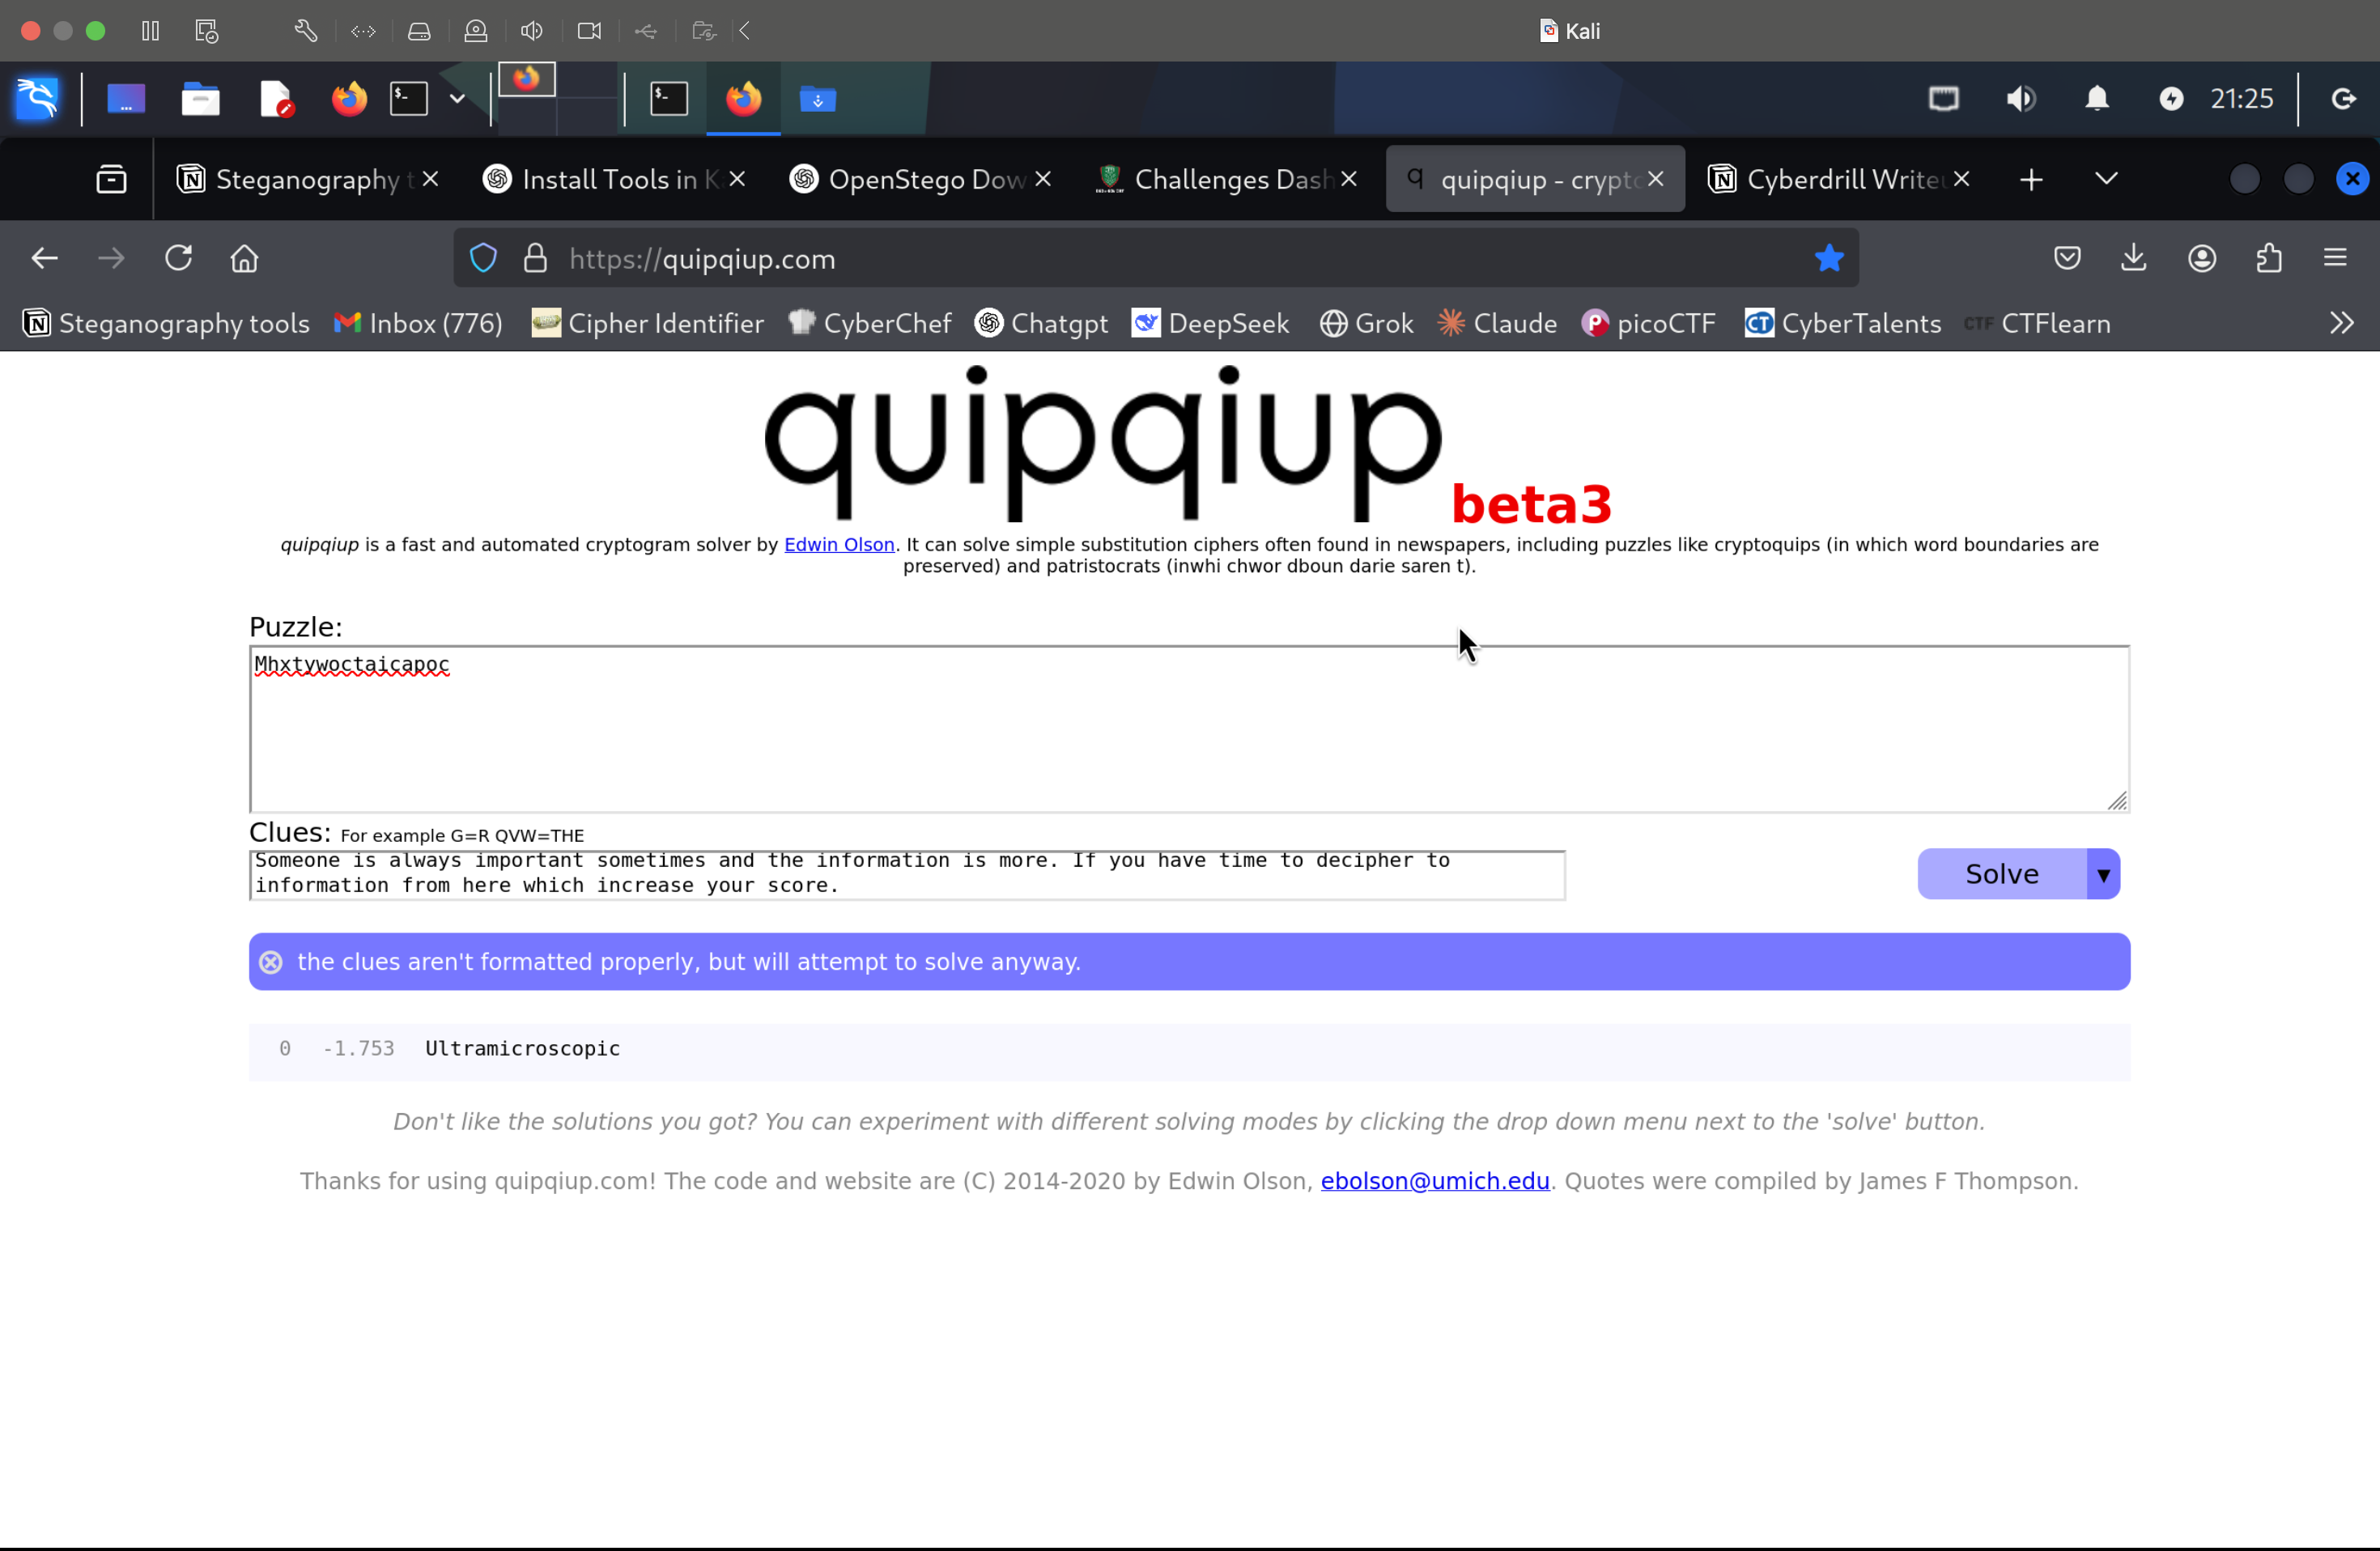 Kali
21:25
Steganography t
Install Tools in K
OpenStego Dow
Challenges Dash
quipqiup - crypto
Cyberdrill Write
https://quipqiup.com
Steganography tools
Inbox (776)
Cipher Identifier
CyberChef
Chatgpt
DeepSeek
Grok
Claude
picoCTF
CyberTalents
CTFlearn
quipqiup beta3
quipqiup is a fast and automated cryptogram solver by Edwin Olson. It can solve simple substitution ciphers often found in newspapers, including puzzles like cryptoquips (in which word boundaries are
preserved) and patristocrats (inwhi chwor dboun darie saren t).
Puzzle:
Mhxtywoctaicapoc
Clues: For example G=R QVW=THE
Someone is always important sometimes and the information is more. If you have time to decipher to
information from here which increase your score.
Solve
the clues aren't formatted properly, but will attempt to solve anyway.
0 -1.753 Ultramicroscopic
Don't like the solutions you got? You can experiment with different solving modes by clicking the drop down menu next to the 'solve' button.
Thanks for using quipqiup.com! The code and website are (C) 2014-2020 by Edwin Olson, ebolson@umich.edu. Quotes were compiled by James F Thompson.